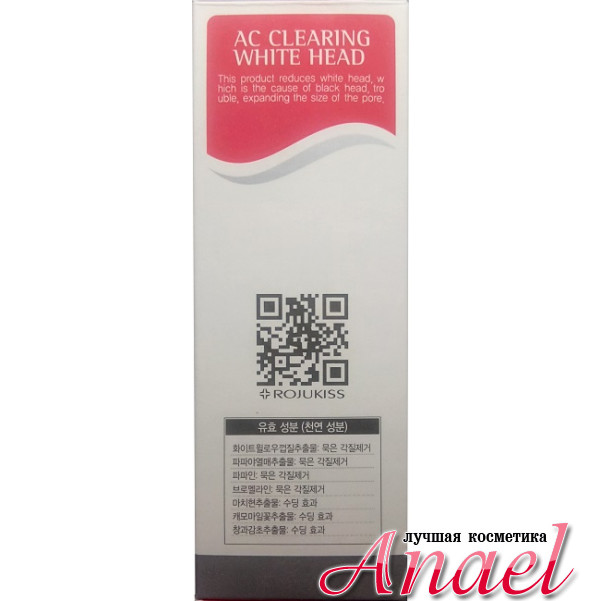 AC CLEARING
WHITE HEAD
This product reduces white head, w
hich is the cause of black head, tro
uble, expanding the size of the pore.
ROJUKISS
유효 성분 (천연 성분)
화이트윌로우껍질추출물: 묵은 각질제거
파파야열매추출물: 묵은 각질제거
파파인: 묵은 각질제거
브로멜라인: 묵은 각질제거
마치현추출물: 수딩 효과
캐모마일꽃추출물: 수딩 효과
창과감초추출물: 수딩 효과
лучшая косметика
Anael